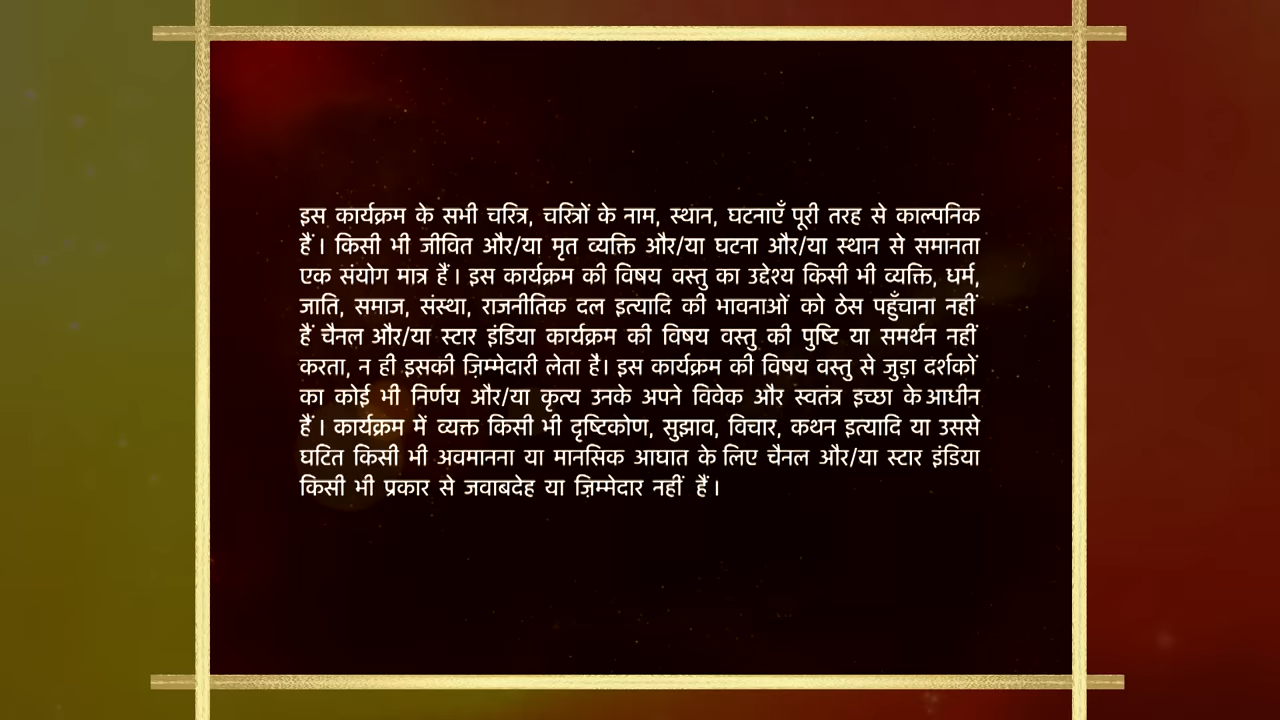 इस कार्यक्रम के सभी चरित्र, चरित्रों के नाम, स्थान, घटनाएँ पूरी तरह से काल्पनिक
हैं । किसी भी जीवित और/या मृत व्यक्ति और/या घटना और/या स्थान से समानता
एक संयोग मात्र हैं । इस कार्यक्रम की विषय वस्तु का उद्देश्य किसी भी व्यक्ति, धर्म,
जाति, समाज, संस्था, राजनीतिक दल इत्यादि की भावनाओं को ठेस पहुँचाना नहीं
हैं चैनल और/या स्टार इंडिया कार्यक्रम की विषय वस्तु की पुष्टि या समर्थन नहीं
करता, न ही इसकी ज़िम्मेदारी लेता है। इस कार्यक्रम की विषय वस्तु से जुड़ा दर्शकों
का कोई भी निर्णय और/या कृत्य उनके अपने विवेक और स्वतंत्र इच्छा के आधीन
हैं । कार्यक्रम में व्यक्त किसी भी दृष्टिकोण, सुझाव, विचार, कथन इत्यादि या उससे
घटित किसी भी अवमानना या मानसिक आघात के लिए चैनल और/या स्टार इंडिया
किसी भी प्रकार से जवाबदेह या ज़िम्मेदार नहीं हैं ।